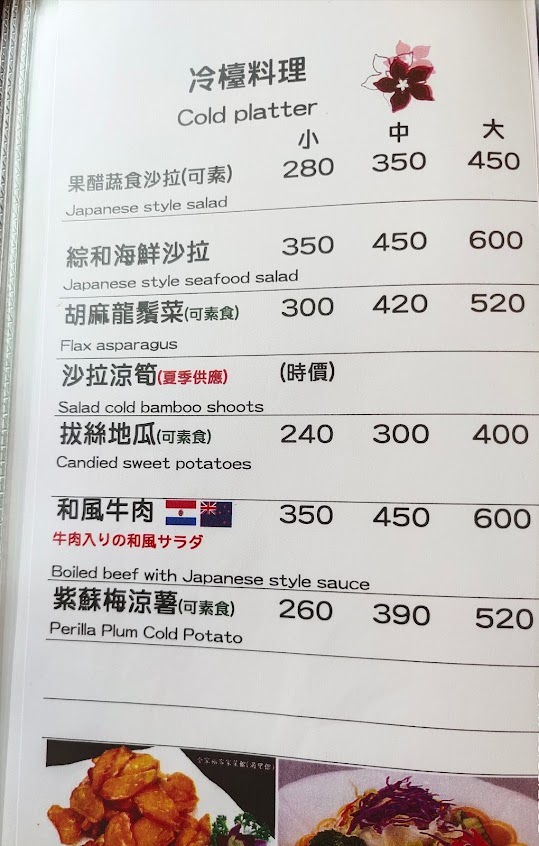 冷檯料理
Cold platter
小 中 大
果醋蔬食沙拉(可素) 280 350 450
Japanese style salad
綜和海鮮沙拉 350 450 600
Japanese style seafood salad
胡麻龍鬚菜(可素食) 300 420 520
Flax asparagus
沙拉涼筍(夏季供應) (時價)
Salad cold bamboo shoots
拔絲地瓜(可素食) 240 300 400
Candied sweet potatoes
和風牛肉 350 450 600
牛肉入りの和風サラダ
Boiled beef with Japanese style sauce
紫蘇梅涼薯(可素食) 260 390 520
Perilla Plum Cold Potato